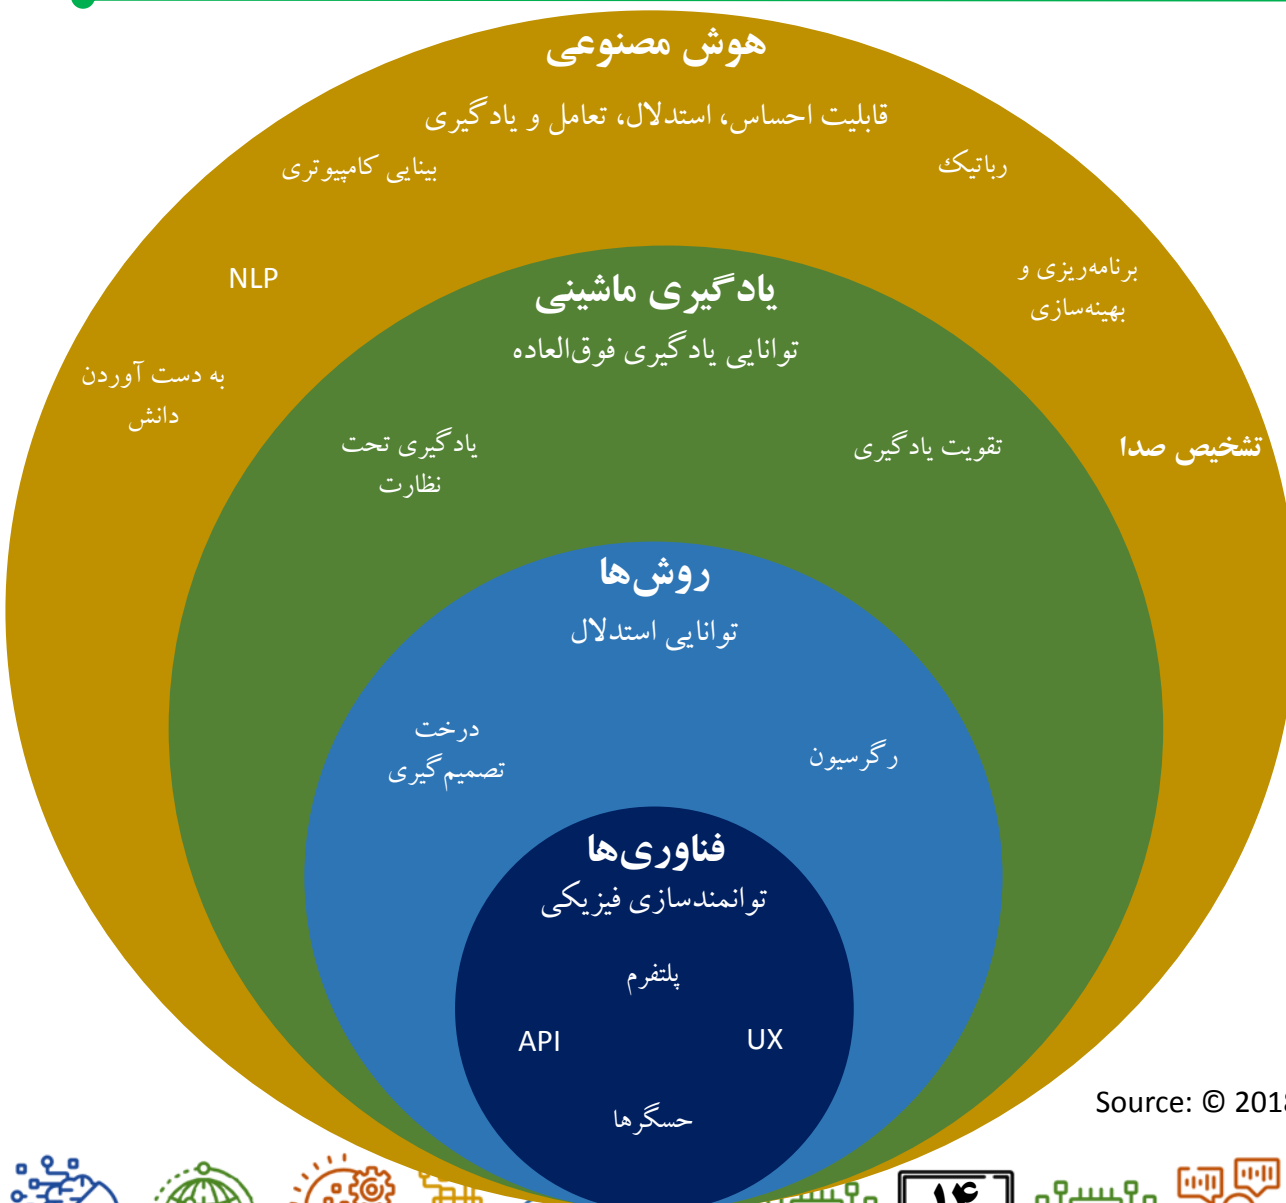 هوش مصنوعی
قابلیت احساس، استدلال، تعامل و یادگیری
رباتیک
بینایی کامپیوتری
برنامه‌ریزی و
بهینه‌سازی
NLP
یادگیری ماشینی
توانایی یادگیری فوق‌العاده
به دست آوردن
دانش
تشخیص صدا
تقویت یادگیری
یادگیری تحت
نظارت
روش‌ها
توانایی استدلال
رگرسیون
درخت
تصمیم‌گیری
فناوری‌ها
توانمندسازی فیزیکی
پلتفرم
API
UX
حسگرها
Source: © 2018
۱۴